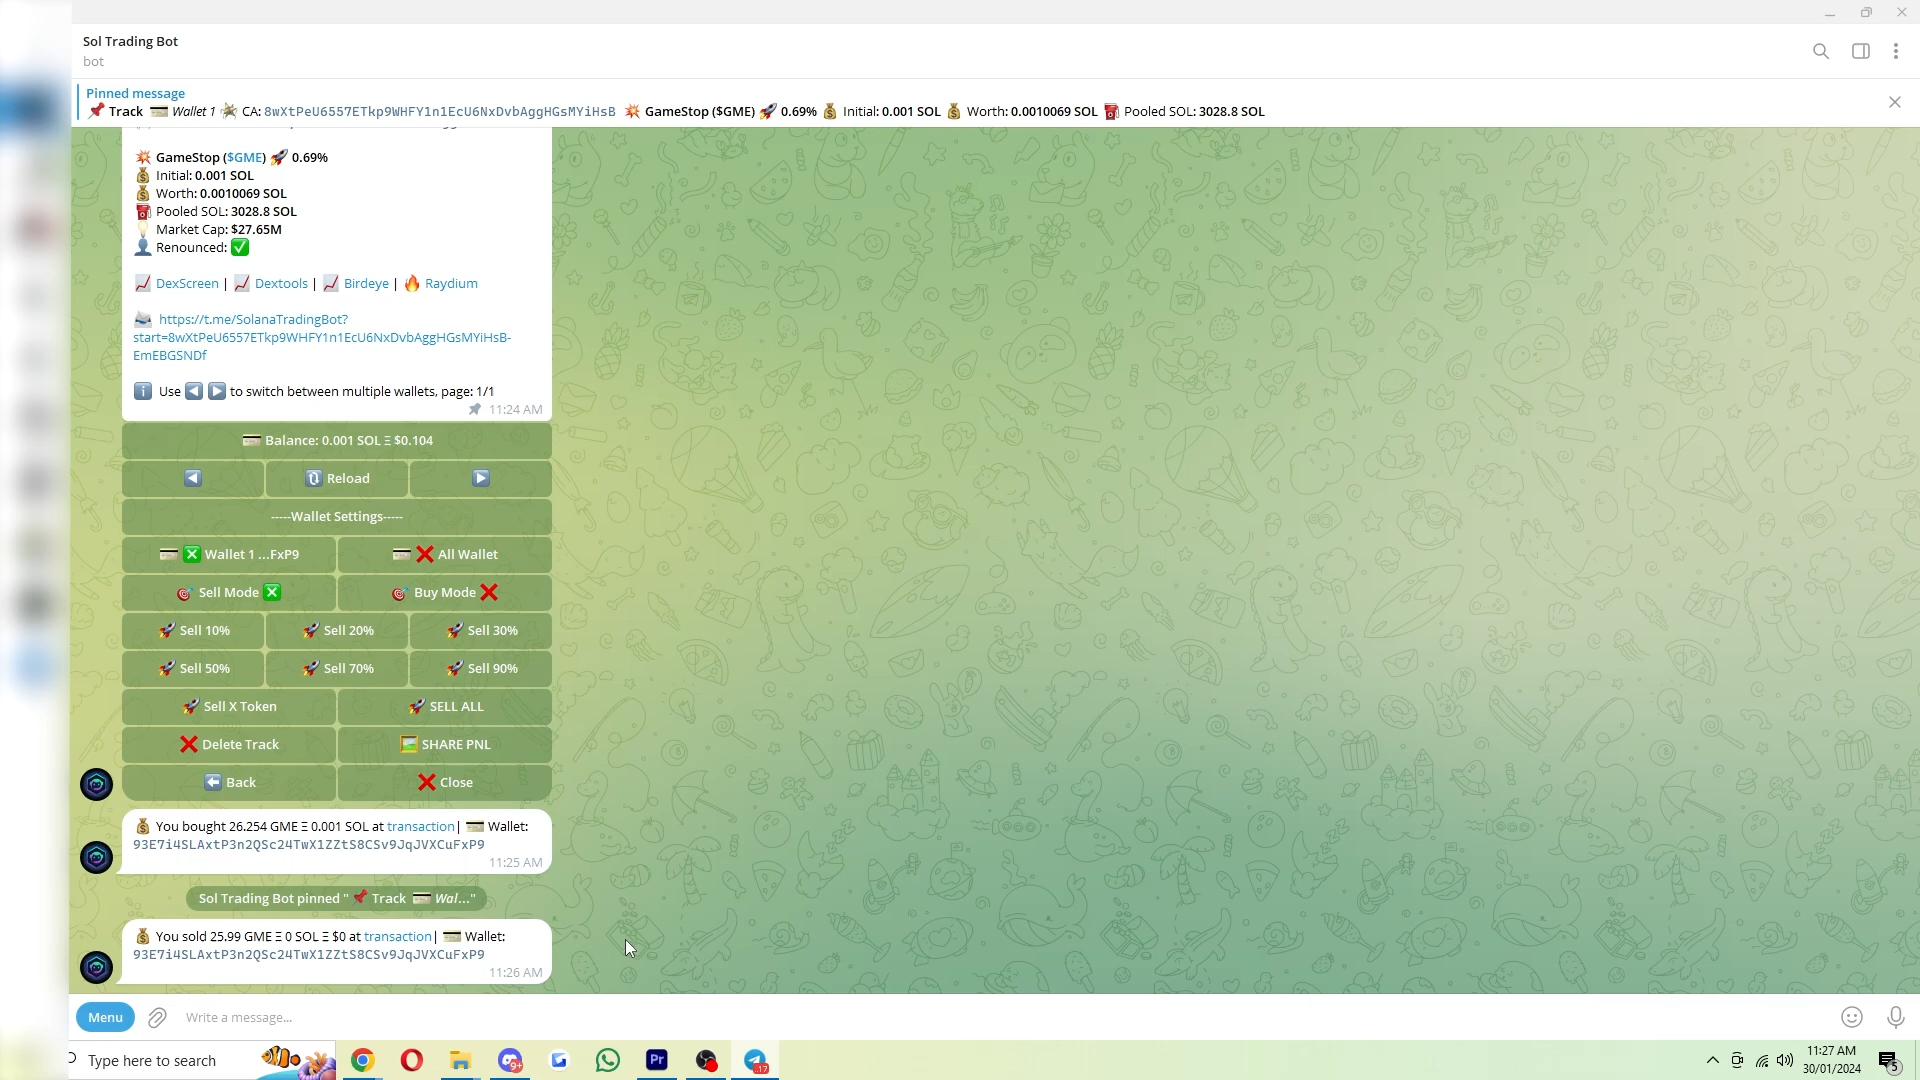 Sol Trading Bot
bot
Pinned message
Track Wallet 1 CA: 8wXtPeU6557ETkp9WHFY1n1EcU6NxDvbAggHGsMYiHsB GameStop ($GME) 0.69% Initial: 0.001 SOL Worth: 0.0010069 SOL Pooled SOL: 3028.8 SOL
GameStop ($GME) 0.69%
Initial: 0.001 SOL
Worth: 0.0010069 SOL
Pooled SOL: 3028.8 SOL
Market Cap: $27.65M
Renounced:
DexScreen | Dextools | Birdeye | Raydium
https://t.me/SolanaTradingBot?
start=8wXtPeU6557ETkp9WHFY1n1EcU6NxDvbAggHGsMYiHsB-
EmEBGSNDf
Use to switch between multiple wallets, page: 1/1
11:24 AM
Balance: 0.001 SOL Ξ $0.104
Reload
-----Wallet Settings-----
Wallet 1 ...FxP9 All Wallet
Sell Mode Buy Mode
Sell 10% Sell 20% Sell 30%
Sell 50% Sell 70% Sell 90%
Sell X Token SELL ALL
Delete Track SHARE PNL
Back Close
You bought 26.254 GME Ξ 0.001 SOL at transaction| Wallet:
93E7i4SLAxtP3n2QSc24TwX1ZZtS8CSv9JqJVXCuFxP9
11:25 AM
Sol Trading Bot pinned " Track Wal..."
You sold 25.99 GME Ξ 0 SOL Ξ $0 at transaction| Wallet:
93E7i4SLAxtP3n2QSc24TwX1ZZtS8CSv9JqJVXCuFxP9
11:26 AM
Menu Write a message...
Type here to search
9+
Pr
17
11:27 AM
30/01/2024
5